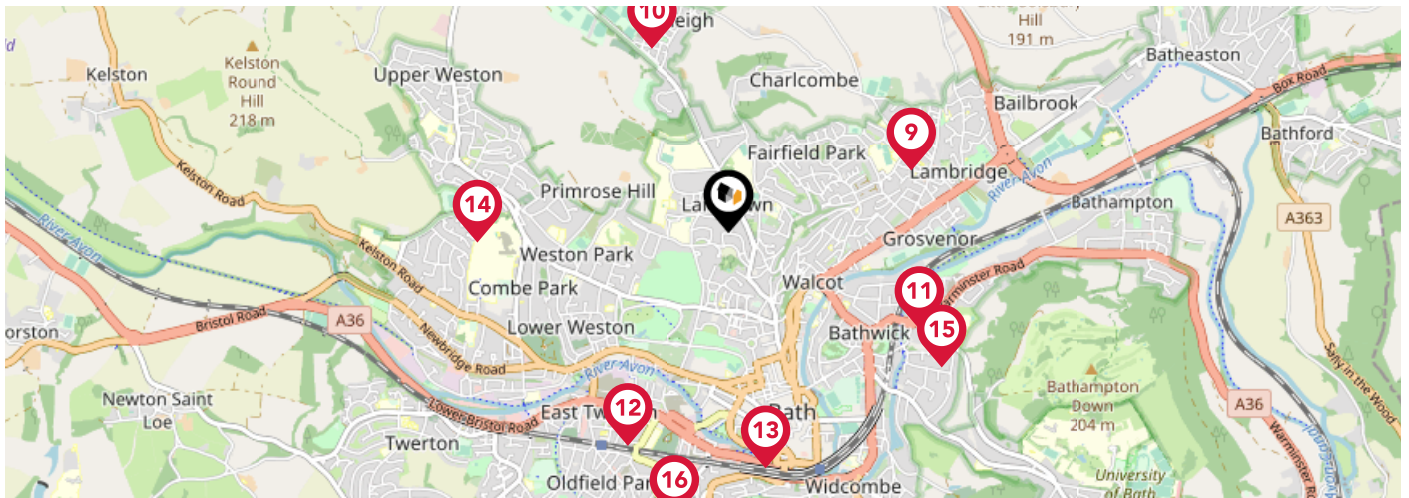 10
eigh
Hill
191 m
Batheaston
Kelston
Kelston
Round
Hill
218 m
Upper Weston
Charlcombe
Box Road
Bailbrook
9
Bathford
Fairfield Park
Lambridge
Kelston Road
Primrose Hill
14
River Avon
Bathampton
A363
River Avon
Grosvenor
Weston Park
Kelston Road
Walcot
Combe Park
11
Warminster Road
Bristol Road
A36
Lower Weston
Bathwick
15
Newbridge Road
orston
Sally in the Wood
River Avon
Bathampton
Down
204 m
Newton Saint
Loe
Lower Bristol Road
12
Bath
A36
Twerton
13
Warminster Road
16
Widcombe
University
of Bath